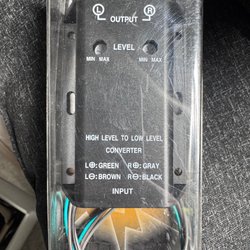 L R
OUTPUT
LEVEL
MIN MAX MIN MAX
HIGH LEVEL TO LOW LEVEL
CONVERTER
L⊕:GREEN R⊕:GRAY
L⊖:BROWN R⊖:BLACK
INPUT